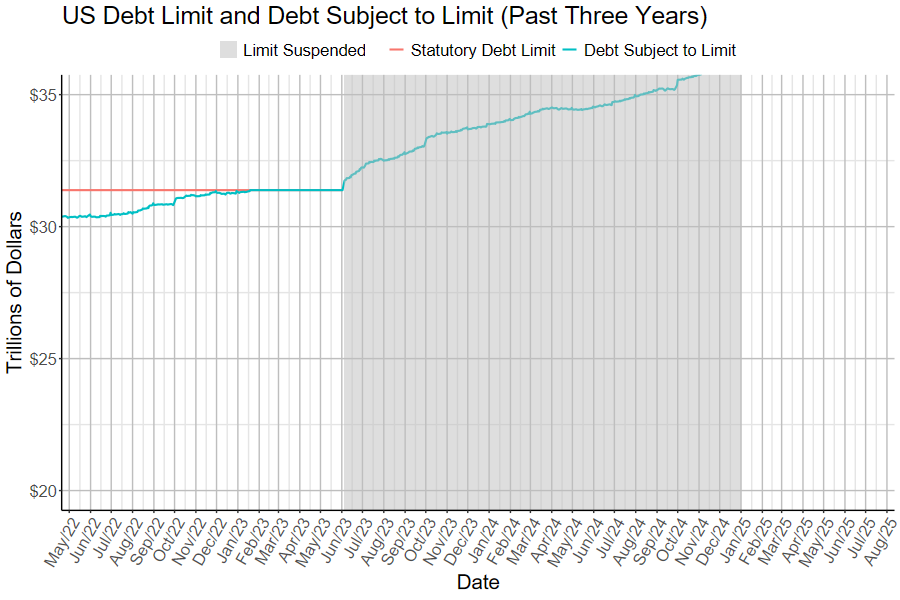 US Debt Limit and Debt Subject to Limit (Past Three Years)
Limit Suspended Statutory Debt Limit Debt Subject to Limit
Trillions of Dollars
$35
$30
$25
$20
May/22 Jun/22 Jul/22 Aug/22 Sep/22 Oct/22 Nov/22 Dec/22 Jan/23 Feb/23 Mar/23 Apr/23 May/23 Jun/23 Jul/23 Aug/23 Sep/23 Oct/23 Nov/23 Dec/23 Jan/24 Feb/24 Mar/24 Apr/24 May/24 Jun/24 Jul/24 Aug/24 Sep/24 Oct/24 Nov/24 Dec/24 Jan/25 Feb/25 Mar/25 Apr/25 May/25 Jun/25 Jul/25 Aug/25
Date